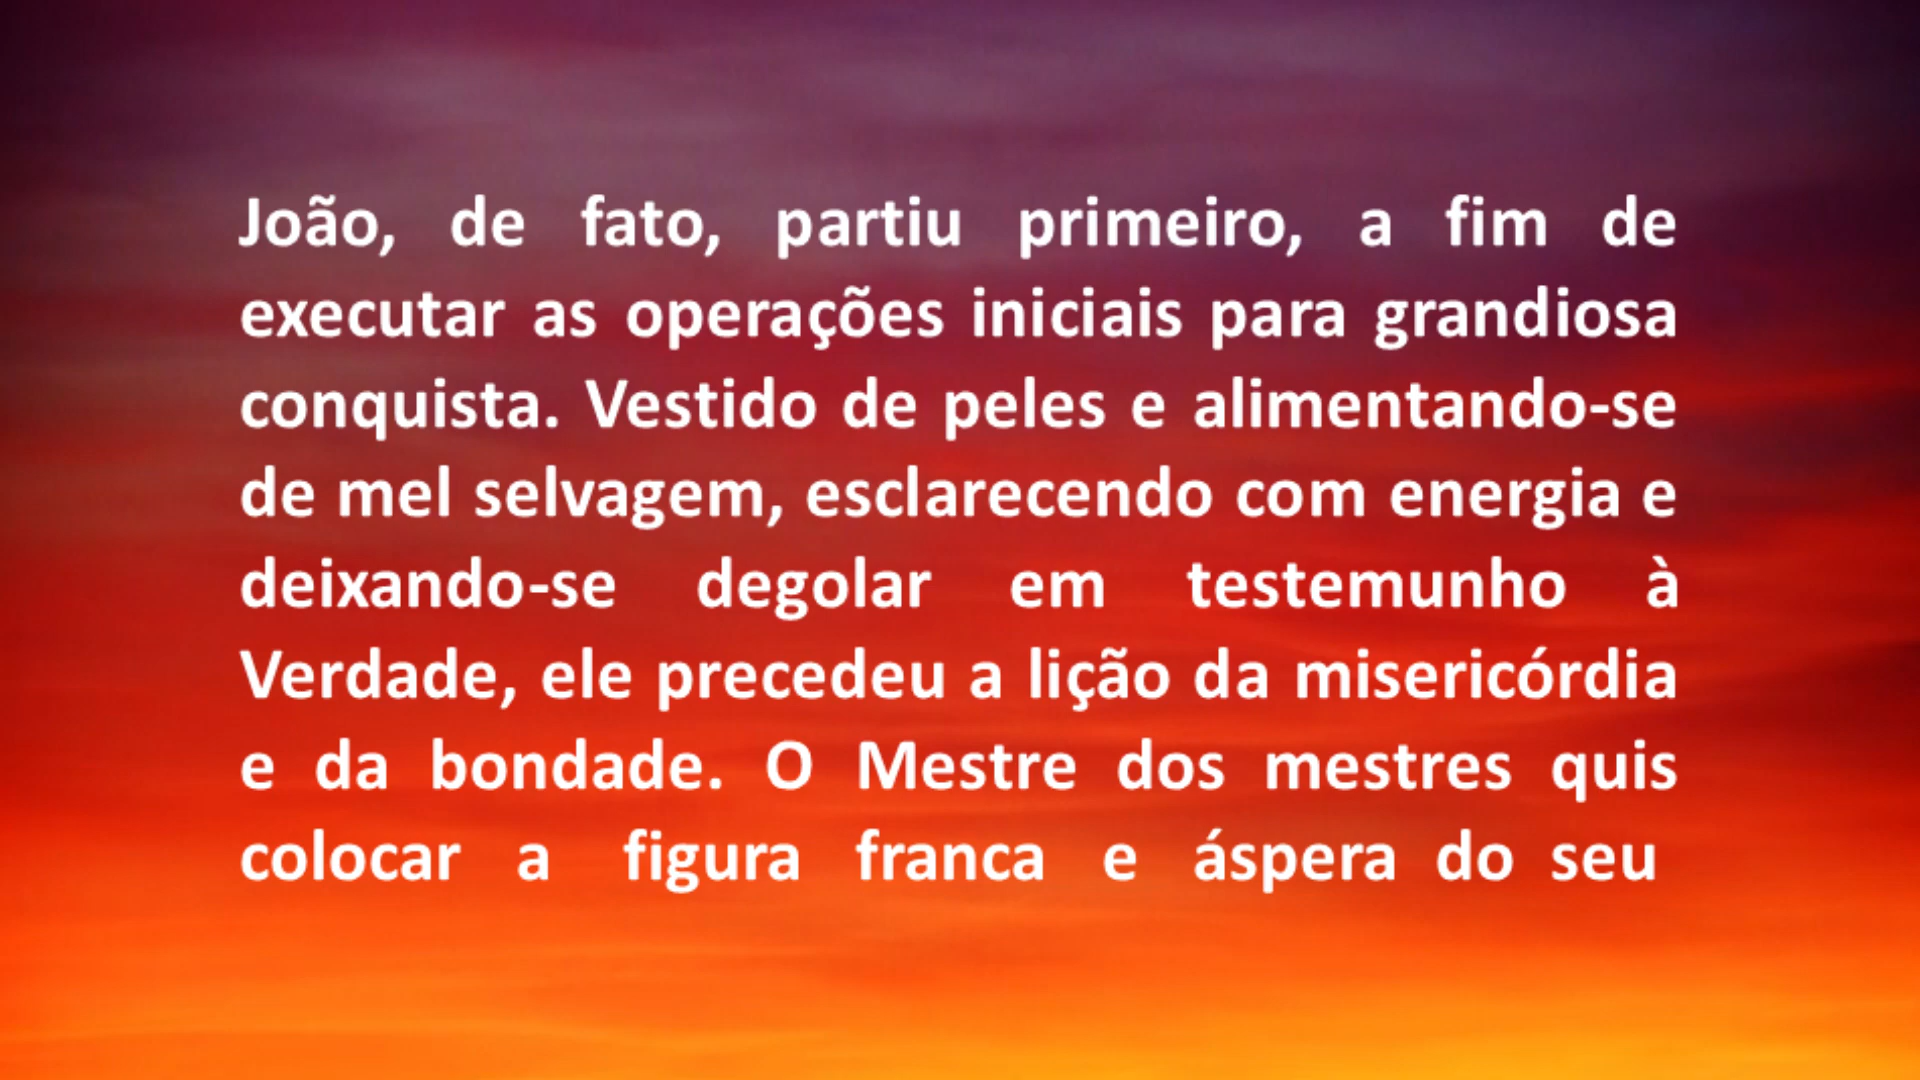 João, de fato, partiu primeiro, a fim de
executar as operações iniciais para grandiosa
conquista. Vestido de peles e alimentando-se
de mel selvagem, esclarecendo com energia e
deixando-se degolar em testemunho à
Verdade, ele precedeu a lição da misericórdia
e da bondade. O Mestre dos mestres quis
colocar a figura franca e áspera do seu